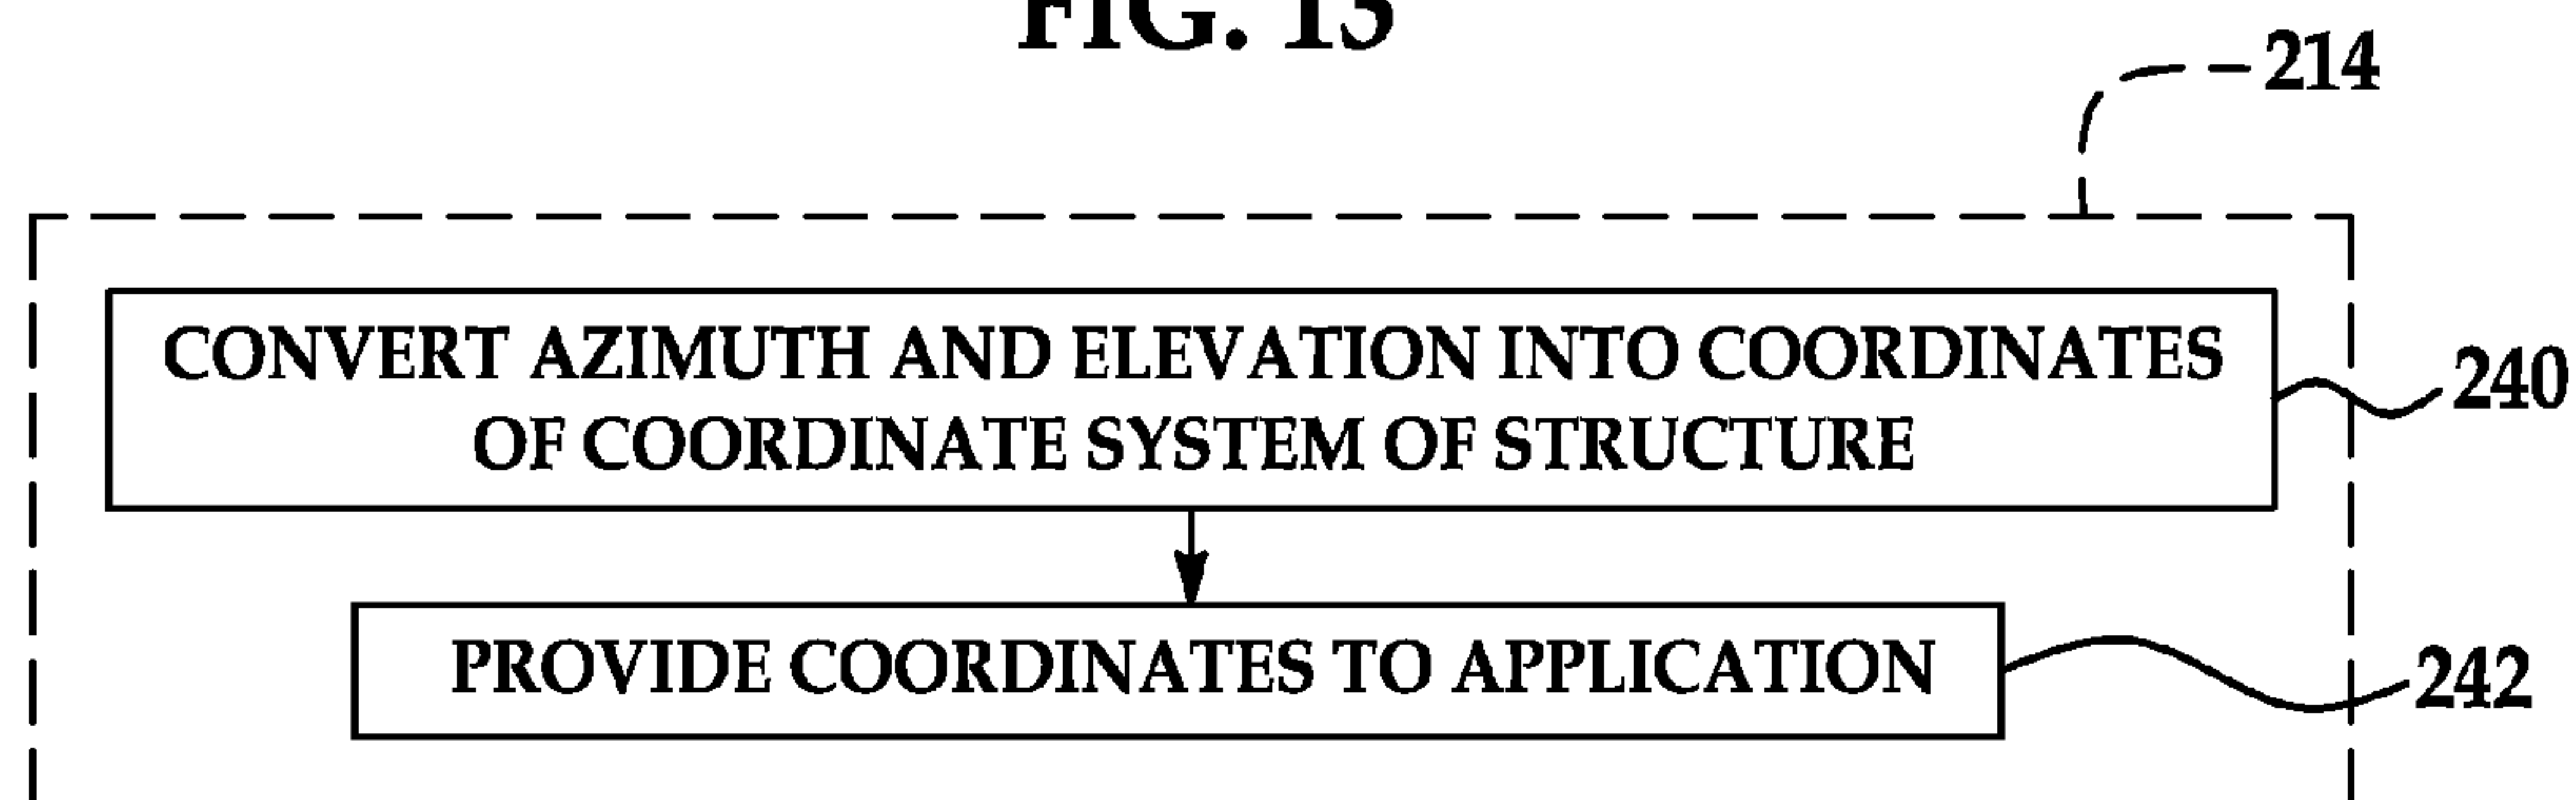 FIG. 13
214
CONVERT AZIMUTH AND ELEVATION INTO COORDINATES
OF COORDINATE SYSTEM OF STRUCTURE
240
PROVIDE COORDINATES TO APPLICATION
242